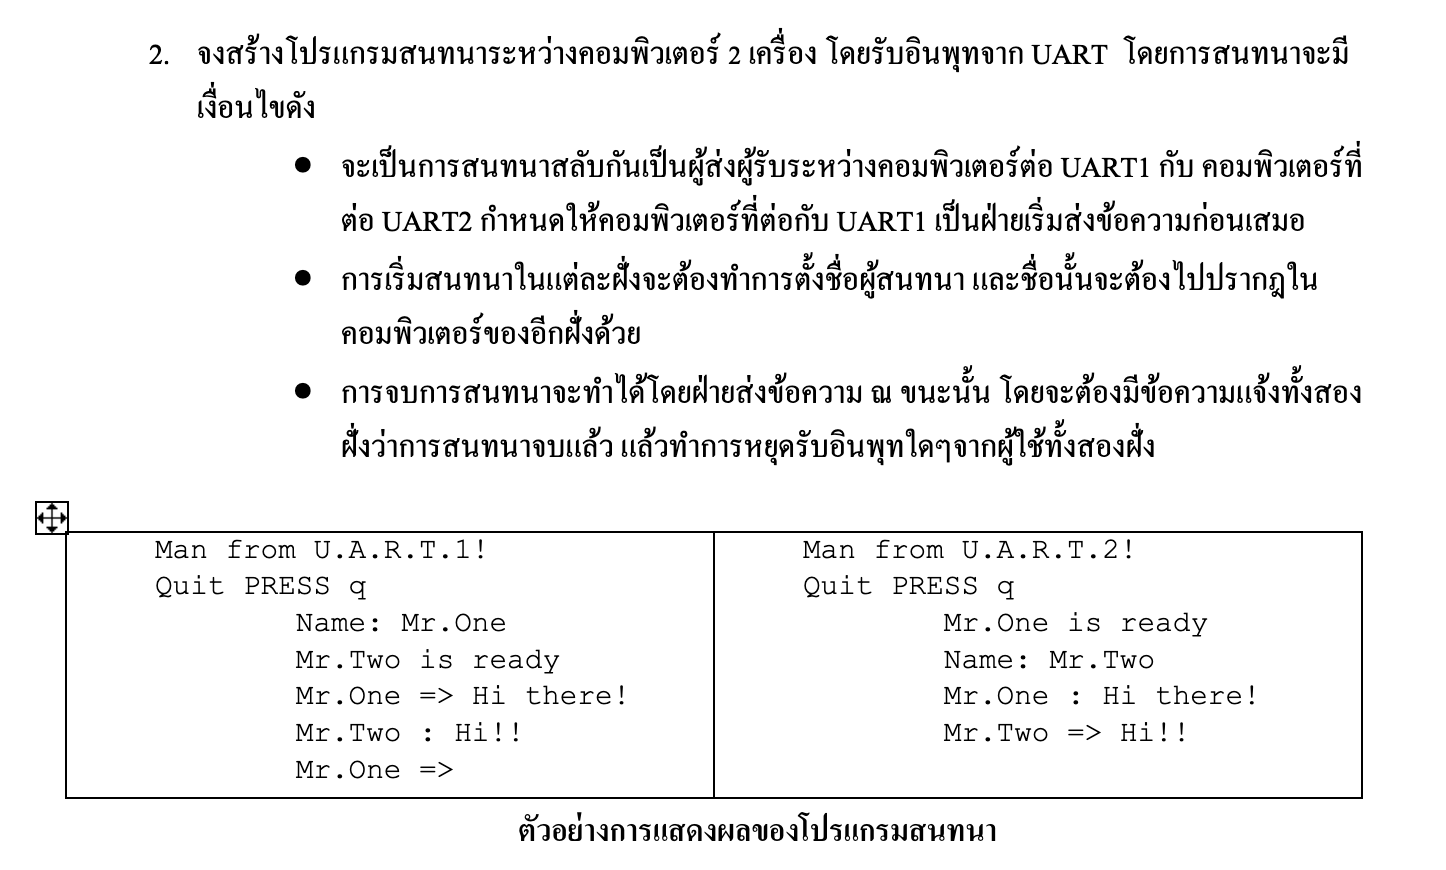 2. จงสร้างโปรแกรมสนทนาระหว่างคอมพิวเตอร์ 2 เครื่อง โดยรับอินพุทจาก UART โดยการสนทนาจะมี
เงื่อนไขดัง
● จะเป็นการสนทนาสลับกันเป็นผู้ส่งผู้รับระหว่างคอมพิวเตอร์ต่อ UART1 กับ คอมพิวเตอร์ที่
ต่อ UART2 กำหนดให้คอมพิวเตอร์ที่ต่อกับ UART1 เป็นฝ่ายเริ่มส่งข้อความก่อนเสมอ
● การเริ่มสนทนาในแต่ละฝั่งจะต้องทำการตั้งชื่อผู้สนทนา และชื่อนั้นจะต้องไปปรากฎใน
คอมพิวเตอร์ของอีกฝั่งด้วย
● การจบการสนทนาจะทำได้โดยฝ่ายส่งข้อความ ณ ขนะนั้น โดยจะต้องมีข้อความแจ้งทั้งสอง
ฝั่งว่าการสนทนาจบแล้ว แล้วทำการหยุดรับอินพุทใดๆจากผู้ใช้ทั้งสองฝั่ง
Man from U.A.R.T.1!
Quit PRESS q
Name: Mr.One
Mr.Two is ready
Mr.One => Hi there!
Mr.Two : Hi!!
Mr.One =>
Man from U.A.R.T.2!
Quit PRESS q
Mr.One is ready
Name: Mr.Two
Mr.One : Hi there!
Mr.Two => Hi!!
ตัวอย่างการแสดงผลของโปรแกรมสนทนา